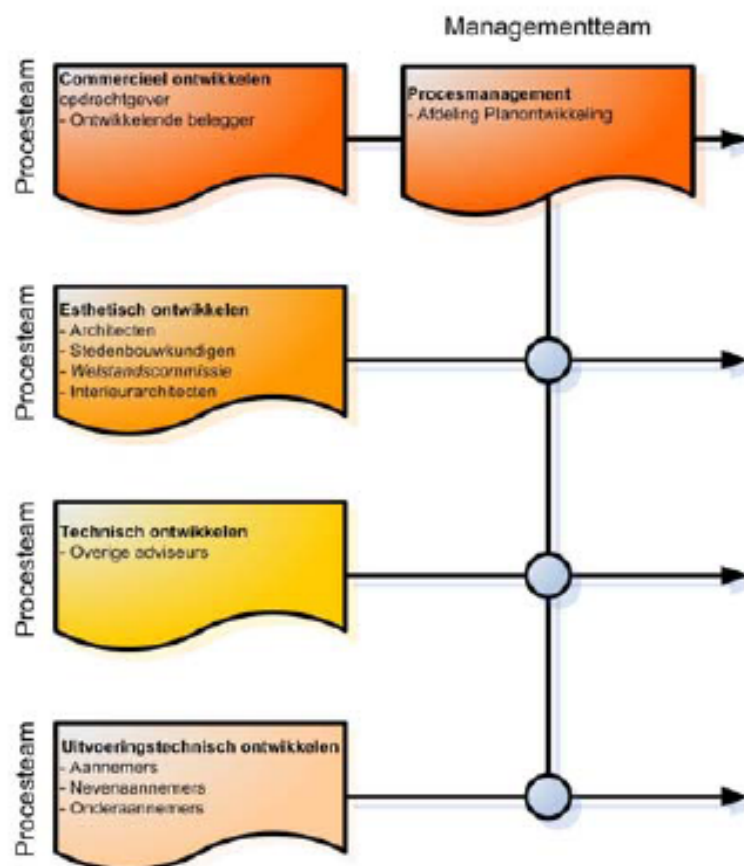 Managementteam
Procesteam
Commercieel ontwikkelen
opdrachtgever
- Ontwikkelende belegger
Procesmanagement
- Afdeling Planontwikkeling
Procesteam
Esthetisch ontwikkelen
- Architecten
- Stedenbouwkundigen
- Welstandscommissie
- Interieurarchitecten
Procesteam
Technisch ontwikkelen
- Overige adviseurs
Procesteam
Uitvoeringstechnisch ontwikkelen
- Aannemers
- Nevenaannemers
- Onderaannemers